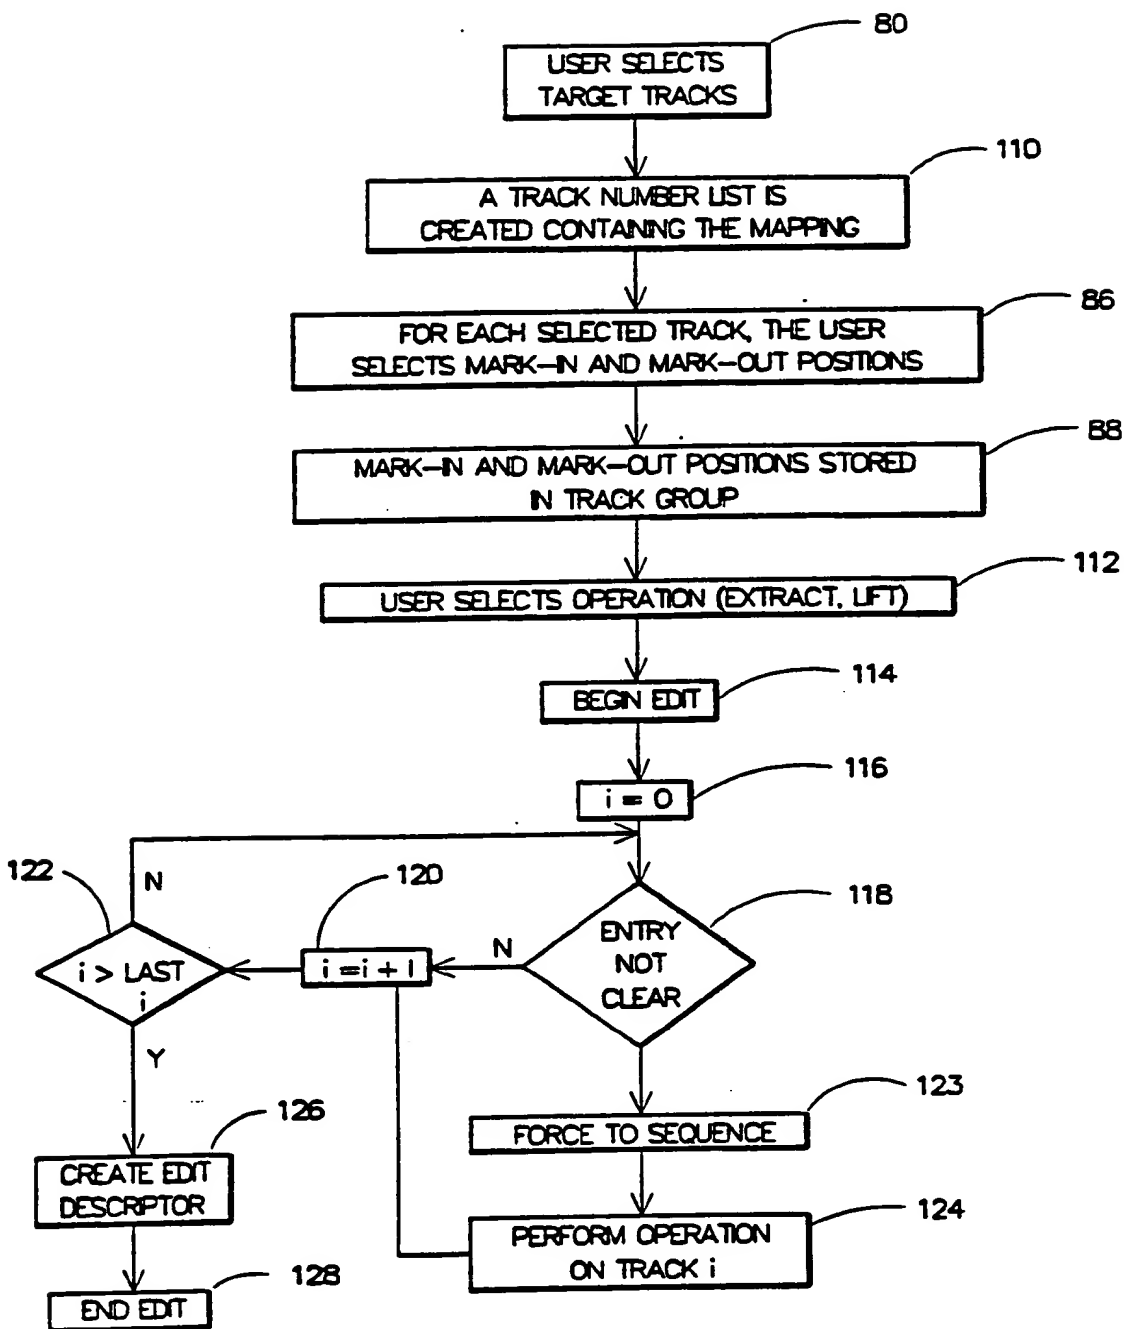 80
USER SELECTS
TARGET TRACKS
110
A TRACK NUMBER LIST IS
CREATED CONTAINING THE MAPPING
86
FOR EACH SELECTED TRACK, THE USER
SELECTS MARK-IN AND MARK-OUT POSITIONS
88
MARK-IN AND MARK-OUT POSITIONS STORED
IN TRACK GROUP
112
USER SELECTS OPERATION (EXTRACT, LIFT)
114
BEGIN EDIT
116
i = 0
122
N
120
118
i > LAST
i
i = i + 1
N
ENTRY
NOT
CLEAR
Y
123
FORCE TO SEQUENCE
126
CREATE EDIT
DESCRIPTOR
124
PERFORM OPERATION
ON TRACK i
128
END EDIT